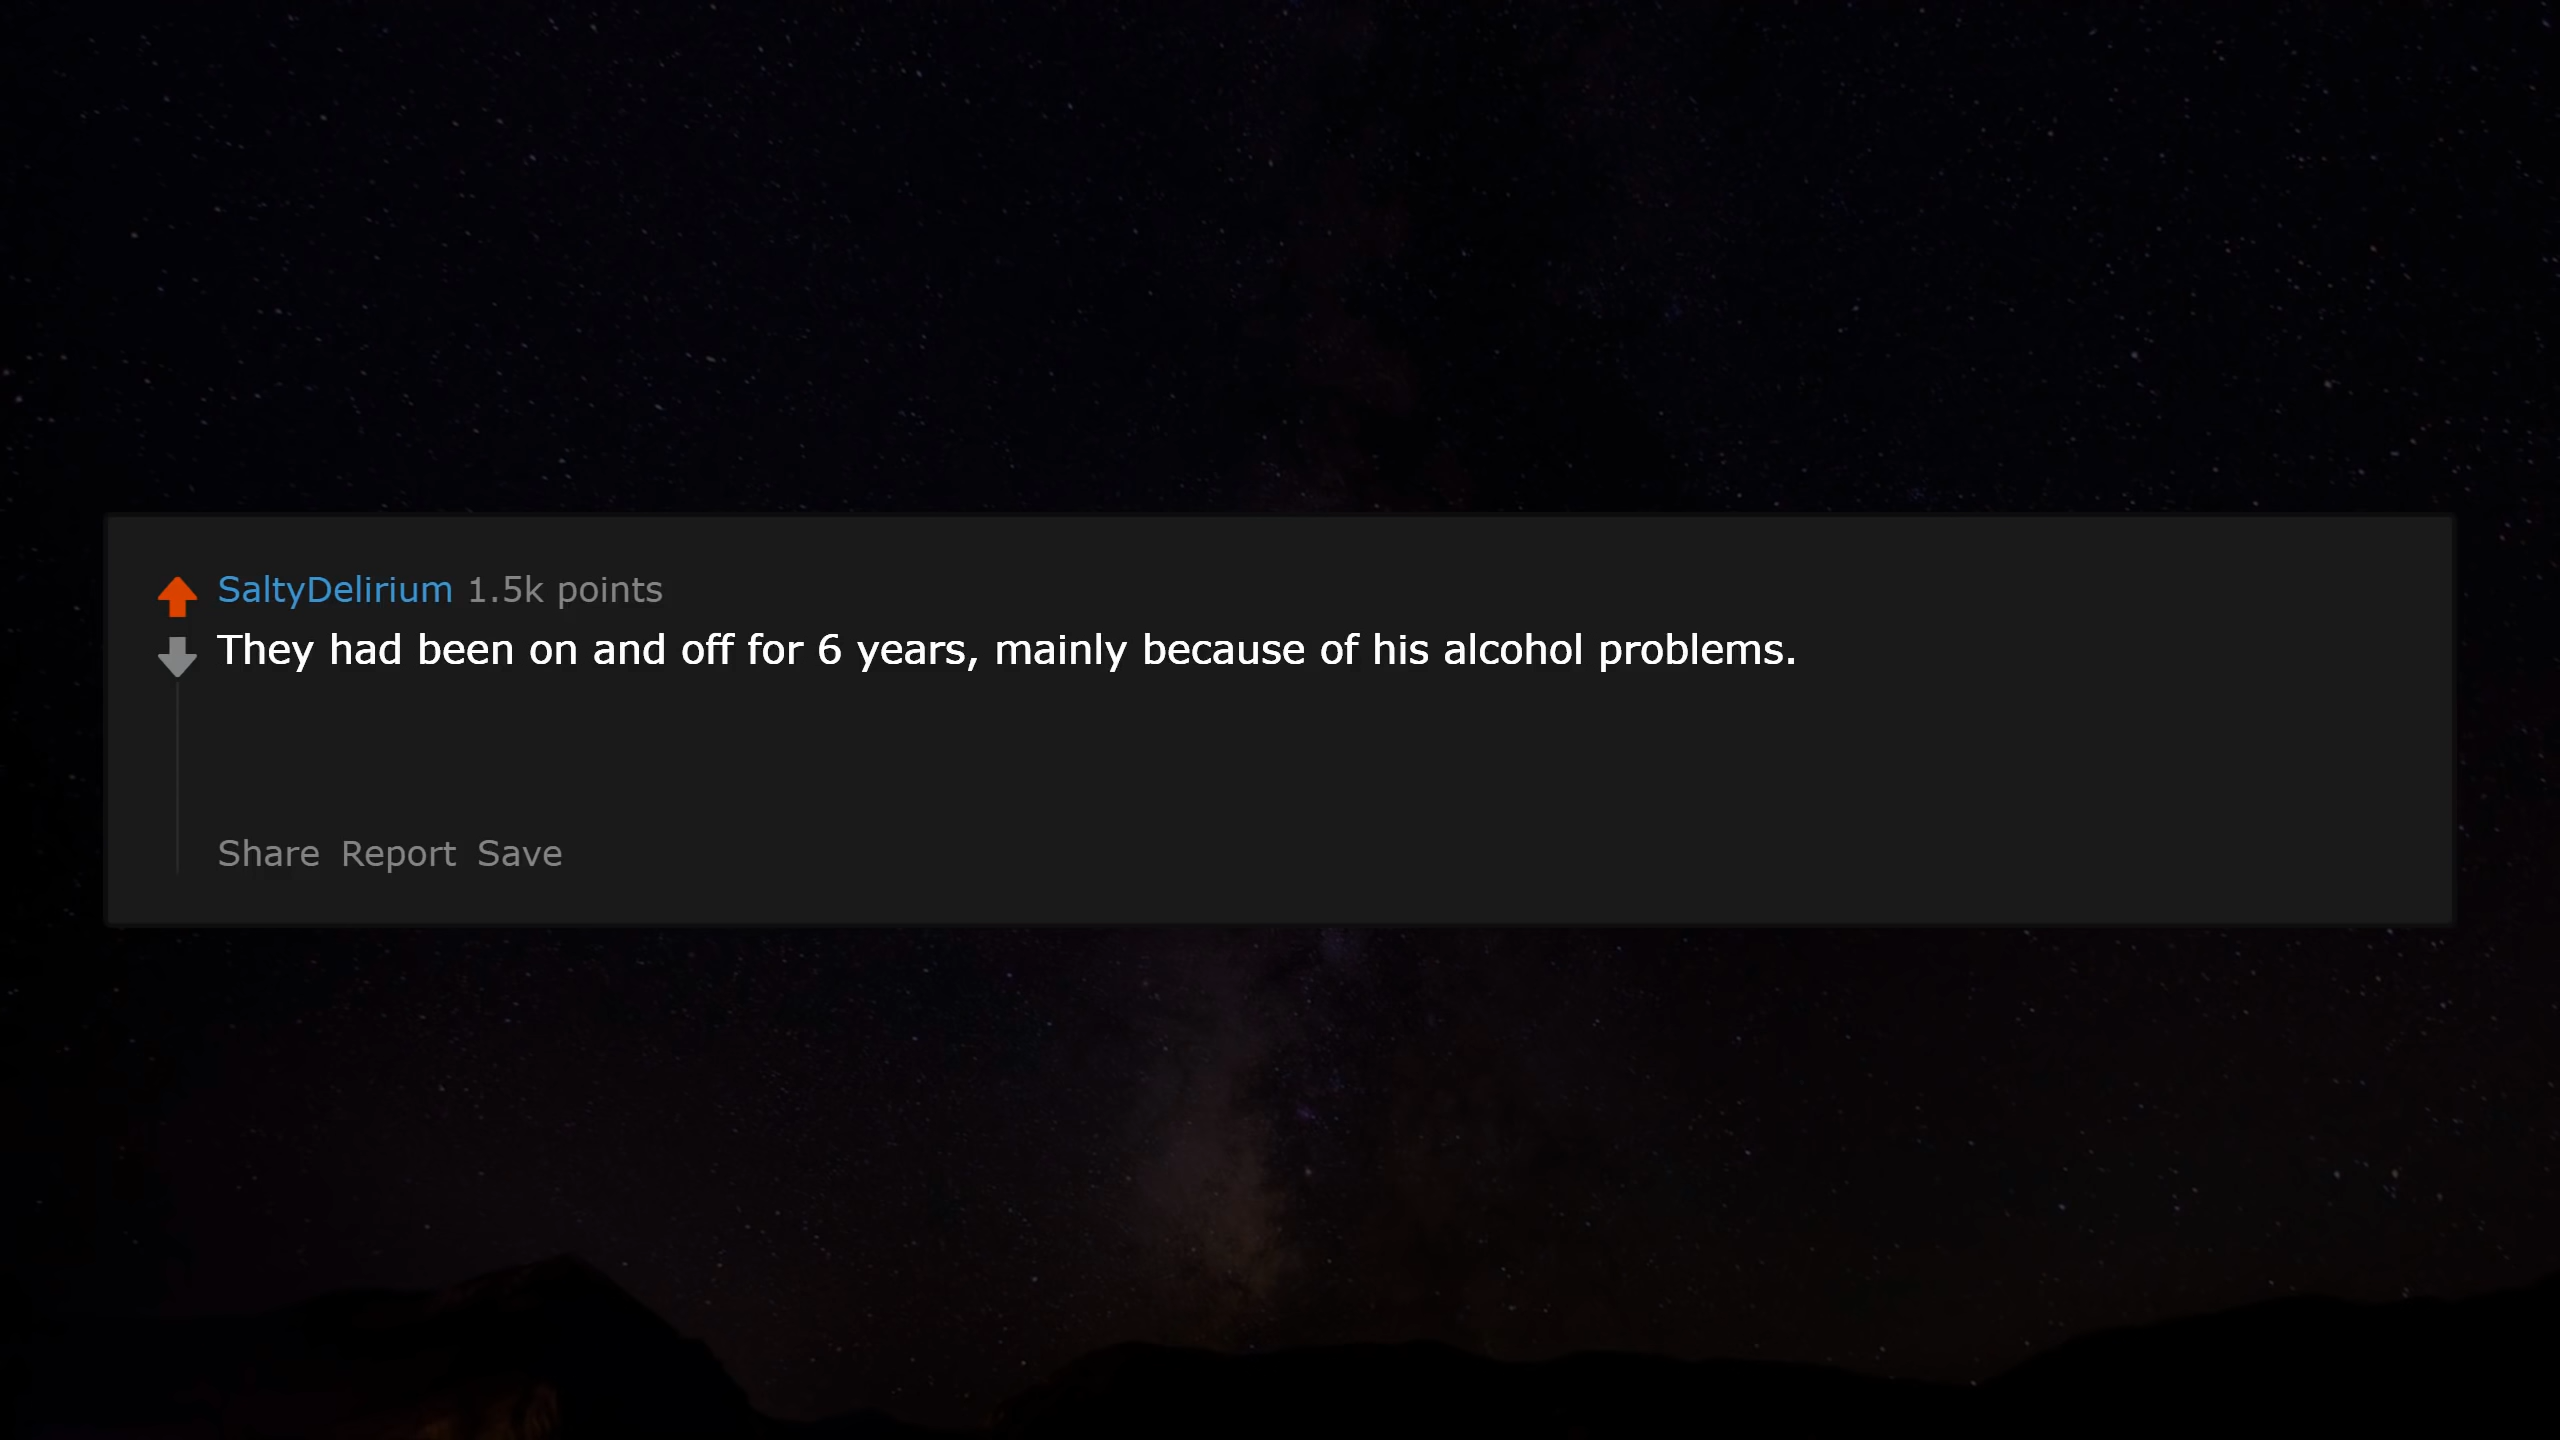 SaltyDelirium 1.5k points
They had been on and off for 6 years, mainly because of his alcohol problems.
Share Report Save